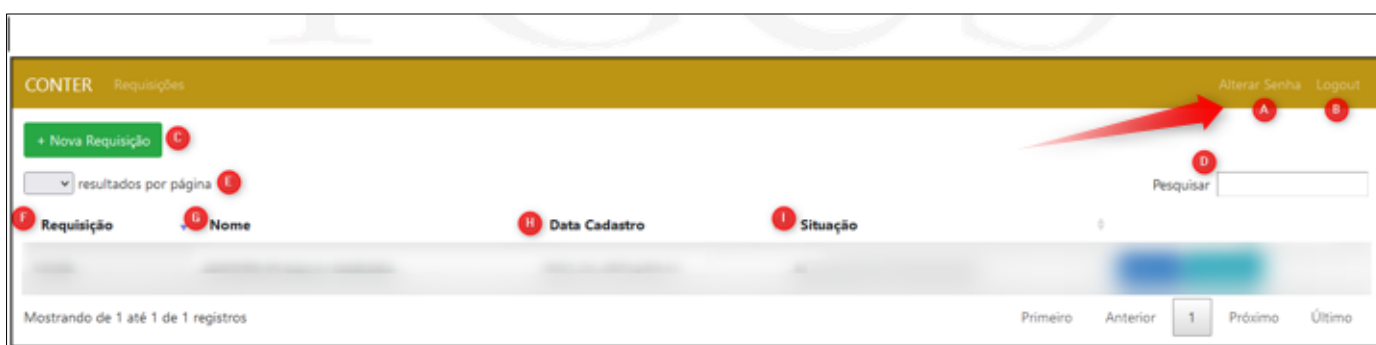 CONTER Requisições Alterar Senha Logout
A B
+ Nova Requisição C
D
resultados por página E Pesquisar
F Requisição G Nome H Data Cadastro I Situação
Mostrando de 1 até 1 de 1 registros Primeiro Anterior 1 Próximo Último